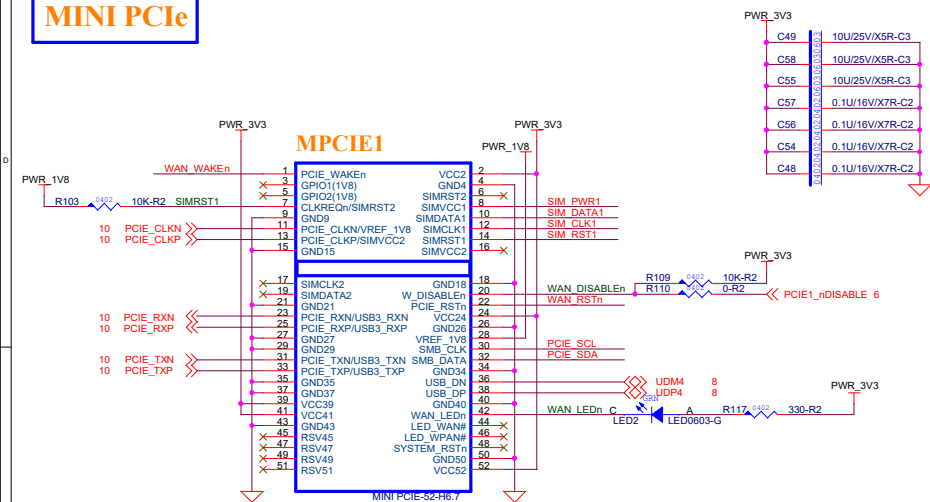 MINI PCIe
PWR_3V3
C49 10U/25V/X5R-C3
C58 10U/25V/X5R-C3
C55 10U/25V/X5R-C3
C57 0.1U/16V/X7R-C2
C56 0.1U/16V/X7R-C2
C54 0.1U/16V/X7R-C2
C48 0.1U/16V/X7R-C2
0603
0603
0603
0402
0402
0402
0402
D
PWR_3V3
MPCIE1
PWR_3V3
PWR_1V8
WAN_WAKEn 1 PCIE_WAKEn VCC2 2
3 GPIO1(1V8) GND4 4
PWR_1V8
5 GPIO2(1V8) SIMRST2 6
R103 0402 10K-R2 SIMRST1 7 CLKREQn/SIMRST2 SIMVCC1 8 SIM_PWR1
9 GND9 SIMDATA1 10 SIM_DATA1
10 PCIE_CLKN 11 PCIE_CLKN/VREF_1V8 SIMCLK1 12 SIM_CLK1
10 PCIE_CLKP 13 PCIE_CLKP/SIMVCC2 SIMRST1 14 SIM_RST1
15 GND15 SIMVCC2 16
PWR_3V3
17 SIMCLK2 GND18 18 R109 0402 10K-R2
19 SIMDATA2 W_DISABLEn 20 WAN_DISABLEn R110 0402 0-R2 PCIE1_nDISABLE 6
21 GND21 PCIE_RSTn 22 WAN_RSTn
10 PCIE_RXN 23 PCIE_RXN/USB3_RXN VCC24 24
10 PCIE_RXP 25 PCIE_RXP/USB3_RXP GND26 26
27 GND27 VREF_1V8 28
29 GND29 SMB_CLK 30 PCIE_SCL
10 PCIE_TXN 31 PCIE_TXN/USB3_TXN SMB_DATA 32 PCIE_SDA
10 PCIE_TXP 33 PCIE_TXP/USB3_TXP GND34 34
35 GND35 USB_DN 36 UDM4 8
37 GND37 USB_DP 38 UDP4 8
PWR_3V3
39 VCC39 GND40 40 GRN
41 VCC41 WAN_LEDn 42 WAN_LEDn C A R117 0402 330-R2
LED2 LED0603-G
43 GND43 LED_WAN# 44
45 RSV45 LED_WPAN# 46
47 RSV47 SYSTEM_RSTn 48
49 RSV49 GND50 50
51 RSV51 VCC52 52
MINI PCIE-52-H6.7